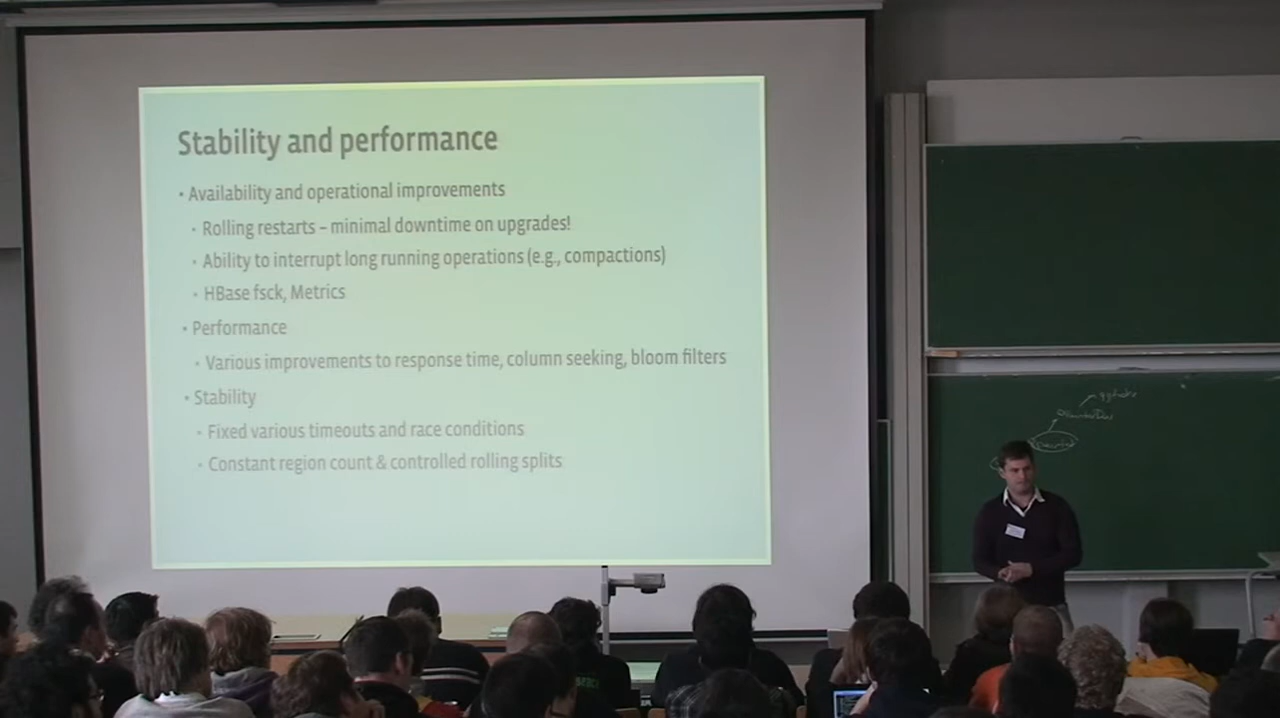 Stability and performance
• Availability and operational improvements
• Rolling restarts – minimal downtime on upgrades!
• Ability to interrupt long running operations (e.g., compactions)
• HBase fsck, Metrics
• Performance
• Various improvements to response time, column seeking, bloom filters
• Stability
• Fixed various timeouts and race conditions
• Constant region count & controlled rolling splits